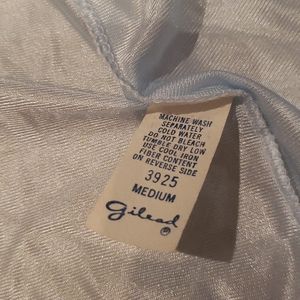 MACHINE WASH
SEPARATELY
COLD WATER
DO NOT BLEACH
TUMBLE DRY LOW
USE COOL IRON
FIBER CONTENT
ON REVERSE SIDE
3925
MEDIUM
gilead®